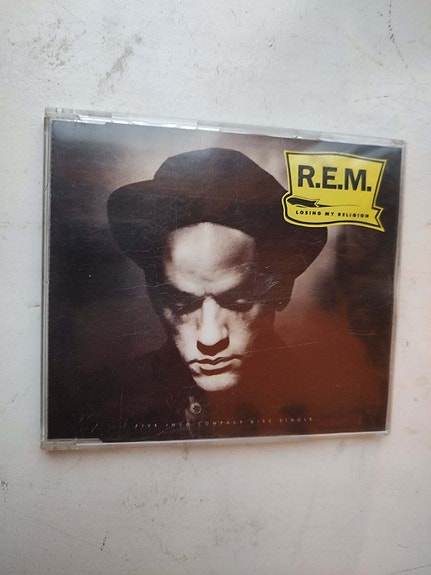 R.E.M.
LOSING MY RELIGION
FIVE INCH COMPACT DISC SINGLE